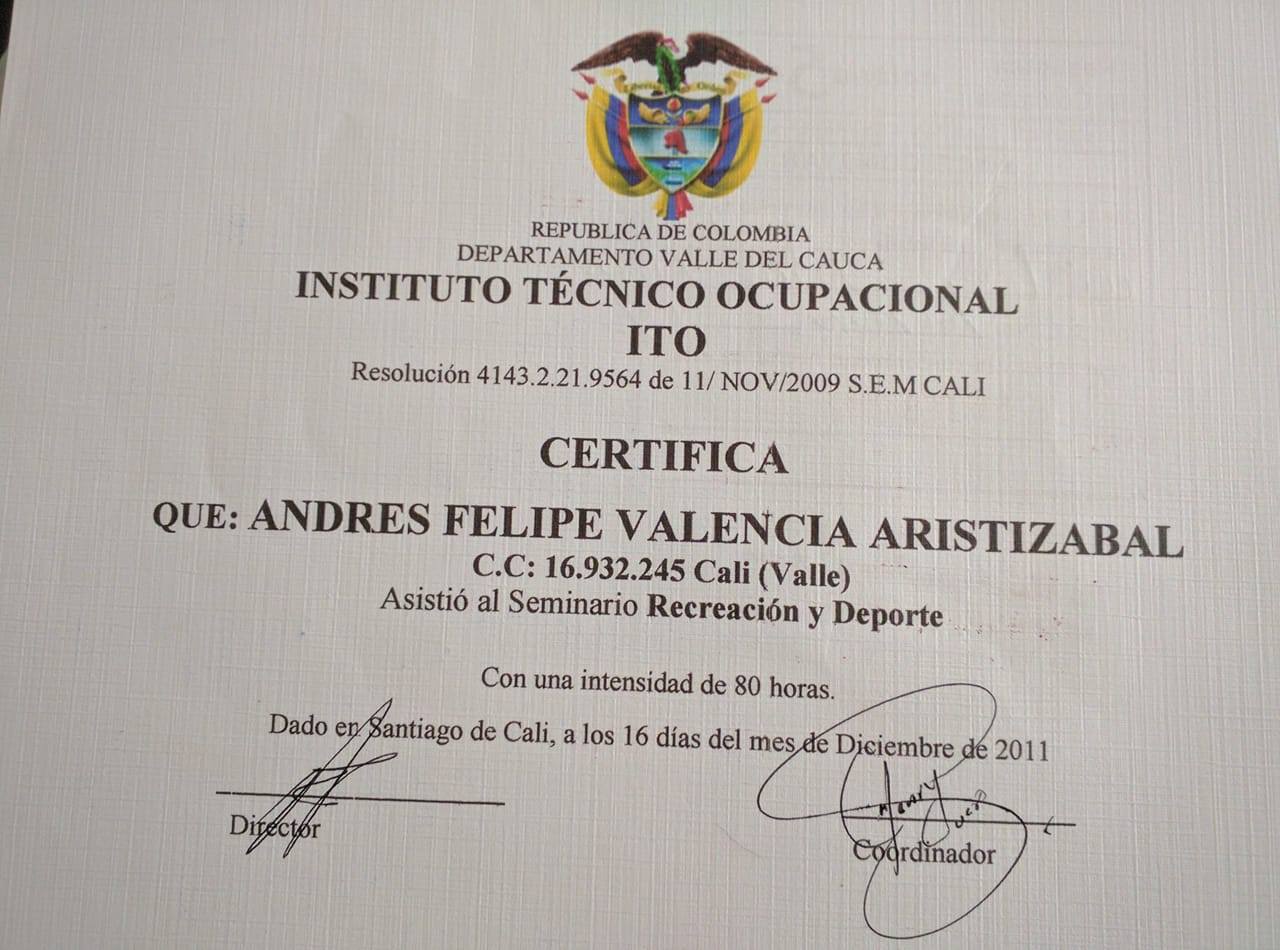 Libertad y Orden
REPUBLICA DE COLOMBIA
DEPARTAMENTO VALLE DEL CAUCA
INSTITUTO TÉCNICO OCUPACIONAL
ITO
Resolución 4143.2.21.9564 de 11/ NOV/2009 S.E.M CALI
CERTIFICA
QUE: ANDRES FELIPE VALENCIA ARISTIZABAL
C.C: 16.932.245 Cali (Valle)
Asistió al Seminario Recreación y Deporte
Con una intensidad de 80 horas.
Dado en Santiago de Cali, a los 16 días del mes de Diciembre de 2011
Director
Coordinador